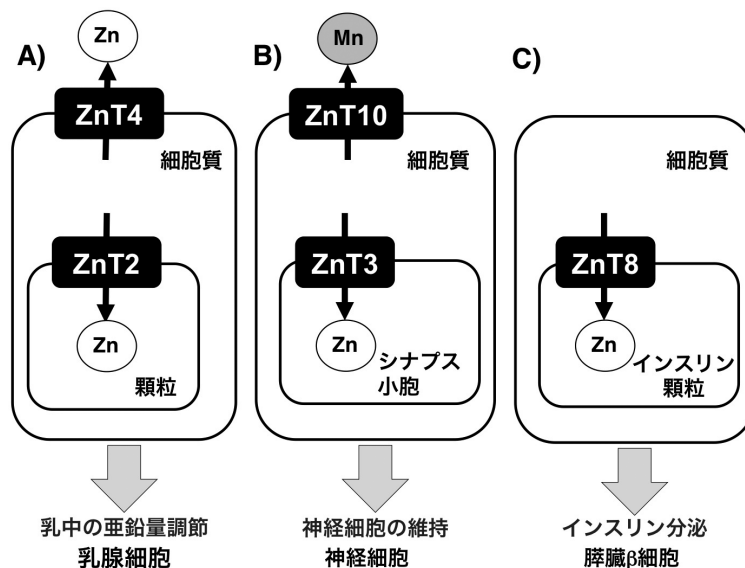 A)
Zn
ZnT4
細胞質
ZnT2
Zn
顆粒
乳中の亜鉛量調節
乳腺細胞
B)
Mn
ZnT10
細胞質
ZnT3
Zn
シナプス
小胞
神経細胞の維持
神経細胞
C)
細胞質
ZnT8
Zn
インスリン
顆粒
インスリン分泌
膵臓β細胞